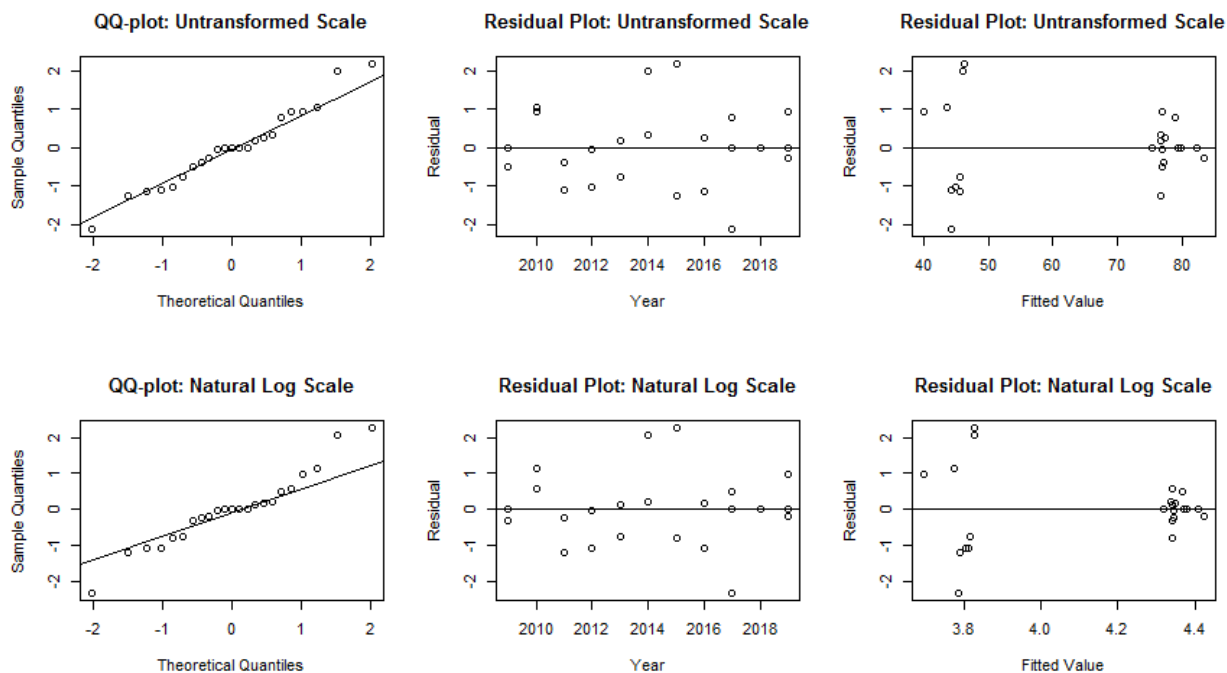 QQ-plot: Untransformed Scale
Sample Quantiles
2
1
0
-1
-2
-2 -1 0 1 2
Theoretical Quantiles
Residual Plot: Untransformed Scale
Residual
2
1
0
-1
-2
2010 2012 2014 2016 2018
Year
Residual Plot: Untransformed Scale
Residual
2
1
0
-1
-2
40 50 60 70 80
Fitted Value
QQ-plot: Natural Log Scale
Sample Quantiles
2
1
0
-1
-2
-2 -1 0 1 2
Theoretical Quantiles
Residual Plot: Natural Log Scale
Residual
2
1
0
-1
-2
2010 2012 2014 2016 2018
Year
Residual Plot: Natural Log Scale
Residual
2
1
0
-1
-2
3.8 4.0 4.2 4.4
Fitted Value